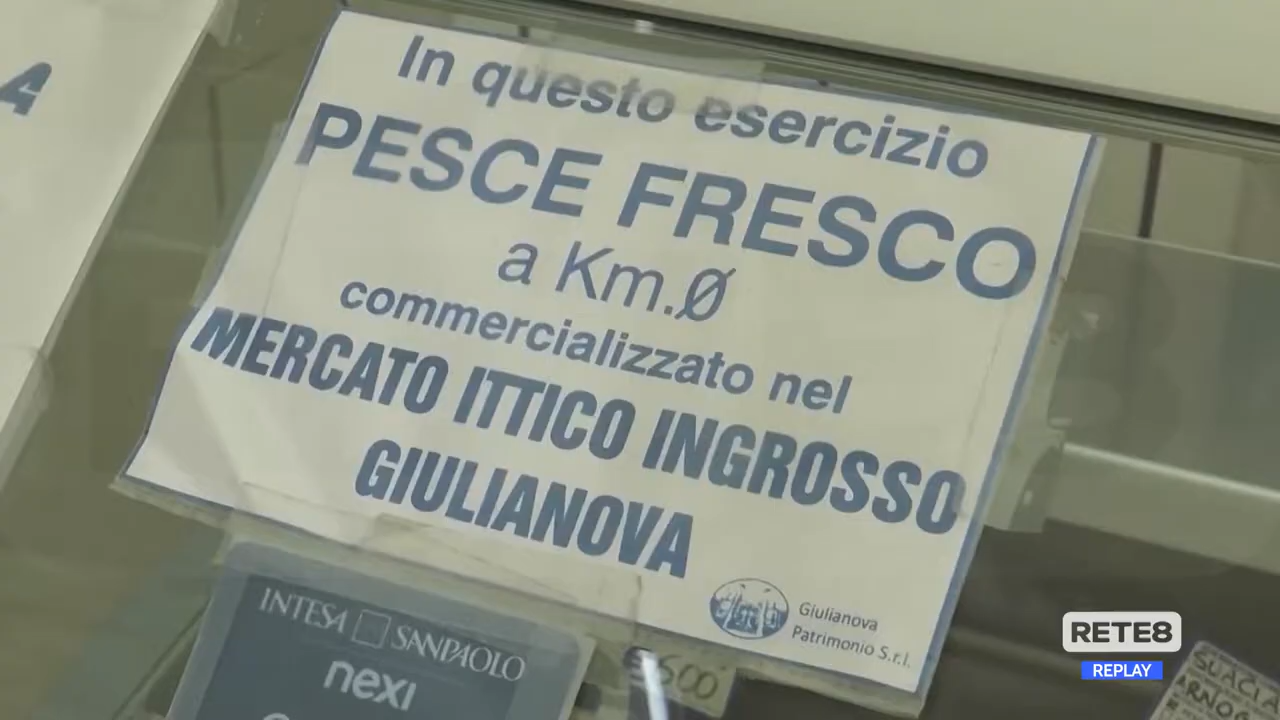 In questo esercizio
PESCE FRESCO
a Km.Ø
commercializzato nel
MERCATO ITTICO INGROSSO
GIULIANOVA
Giulianova
Patrimonio S.r.l.
INTESA SANPAOLO
nexi
RETE8
REPLAY